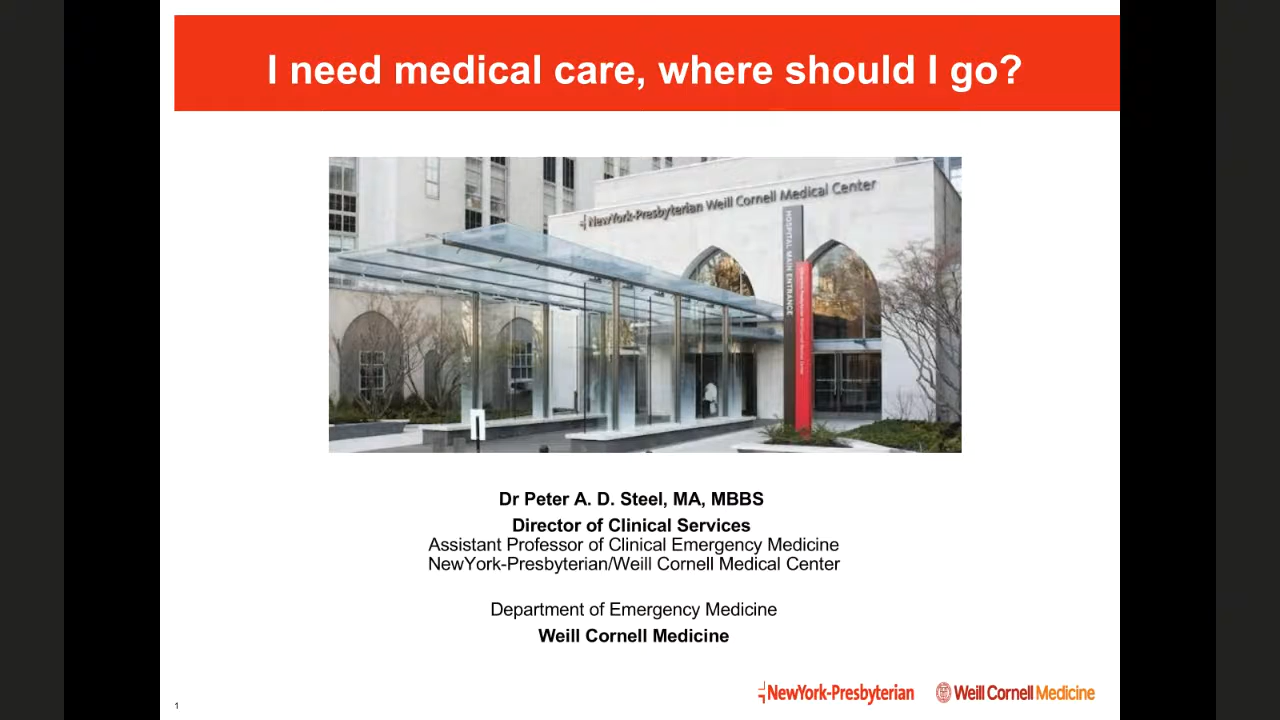 I need medical care, where should I go?
NewYork-Presbyterian Weill Cornell Medical Center
HOSPITAL MAIN ENTRANCE
Dr Peter A. D. Steel, MA, MBBS
Director of Clinical Services
Assistant Professor of Clinical Emergency Medicine
NewYork-Presbyterian/Weill Cornell Medical Center
Department of Emergency Medicine
Weill Cornell Medicine
NewYork-Presbyterian
Weill Cornell Medicine
1